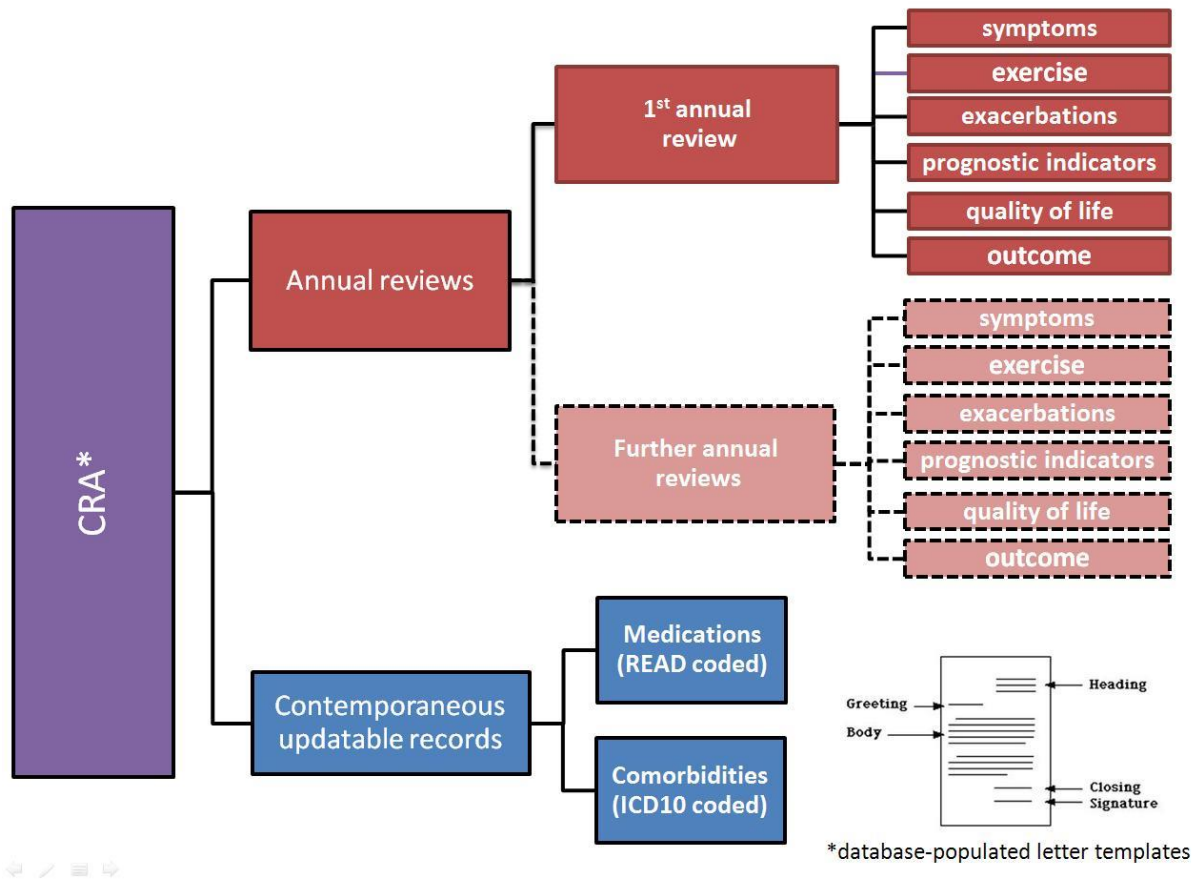 CRA*
Annual reviews
1st annual
review
symptoms
exercise
exacerbations
prognostic indicators
quality of life
outcome
Further annual
reviews
symptoms
exercise
exacerbations
prognostic indicators
quality of life
outcome
Contemporaneous
updatable records
Medications
(READ coded)
Comorbidities
(ICD10 coded)
Heading
Greeting
Body
Closing
Signature
*database-populated letter templates